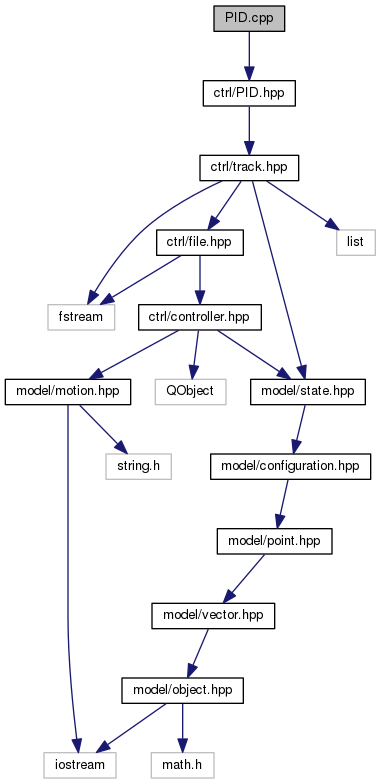 PID.cpp
ctrl/PID.hpp
ctrl/track.hpp
ctrl/file.hpp
list
fstream
ctrl/controller.hpp
model/motion.hpp
QObject
model/state.hpp
string.h
model/configuration.hpp
model/point.hpp
model/vector.hpp
model/object.hpp
iostream
math.h